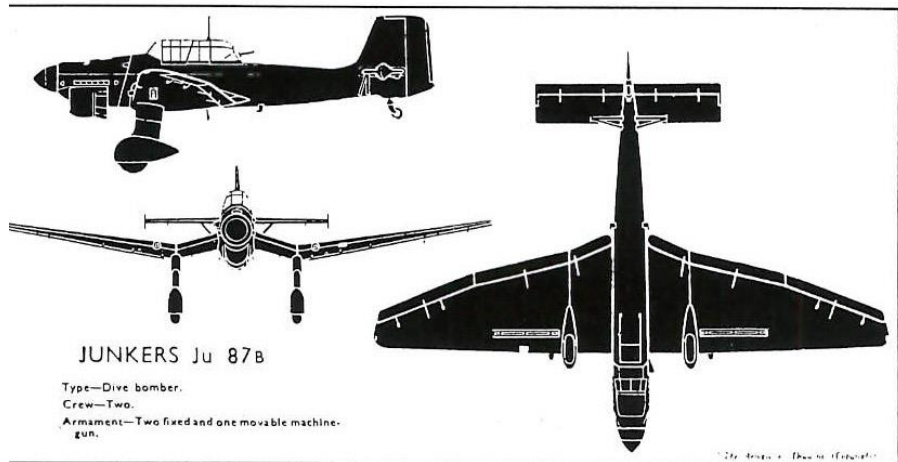 JUNKERS Ju 87B
Type—Dive bomber.
Crew—Two.
Armament—Two fixed and one movable machine-
gun.